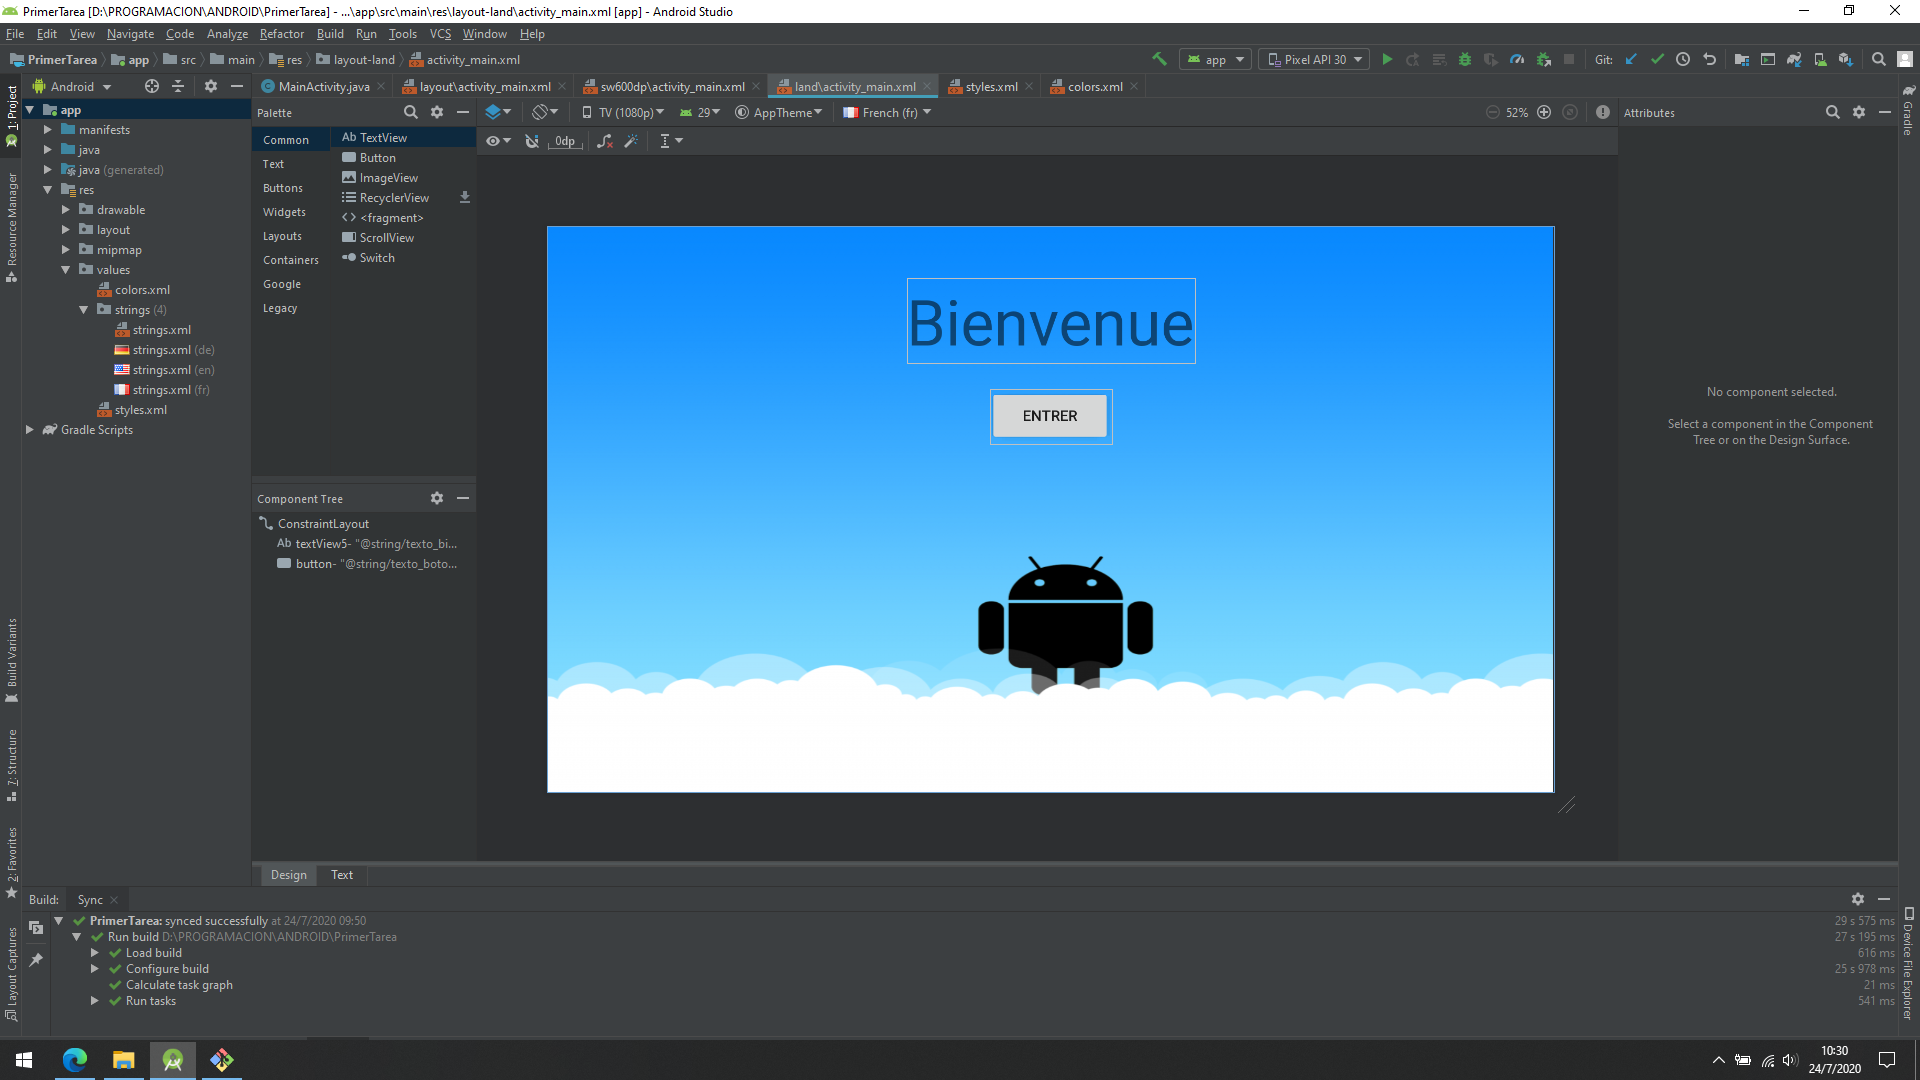 PrimerTarea [D:\PROGRAMACION\ANDROID\PrimerTarea] - ...\app\src\main\res\layout-land\activity_main.xml [app] - Android Studio
File Edit View Navigate Code Analyze Refactor Build Run Tools VCS Window Help
PrimerTarea app src main res layout-land activity_main.xml
app Pixel API 30 Git:
Android
MainActivity.java layout\activity_main.xml sw600dp\activity_main.xml land\activity_main.xml styles.xml colors.xml
1: Project
Resource Manager
Build Variants
7: Structure
2: Favorites
Layout Captures
app
manifests
java
java (generated)
res
drawable
layout
mipmap
values
colors.xml
strings (4)
strings.xml
strings.xml (de)
strings.xml (en)
strings.xml (fr)
styles.xml
Gradle Scripts
Palette
Common
Text
Buttons
Widgets
Layouts
Containers
Google
Legacy
Ab TextView
Button
ImageView
RecyclerView
<fragment>
ScrollView
Switch
Component Tree
ConstraintLayout
Ab textView5- "@string/texto_bi...
button- "@string/texto_boto...
TV (1080p) 29 AppTheme French (fr) 52%
0dp
Bienvenue
ENTRER
Attributes
No component selected.
Select a component in the Component
Tree or on the Design Surface.
Gradle
Device File Explorer
Design Text
Build: Sync
PrimerTarea: synced successfully at 24/7/2020 09:50 29 s 575 ms
Run build D:\PROGRAMACION\ANDROID\PrimerTarea 27 s 195 ms
Load build 616 ms
Configure build 25 s 978 ms
Calculate task graph 21 ms
Run tasks 541 ms
10:30
24/7/2020